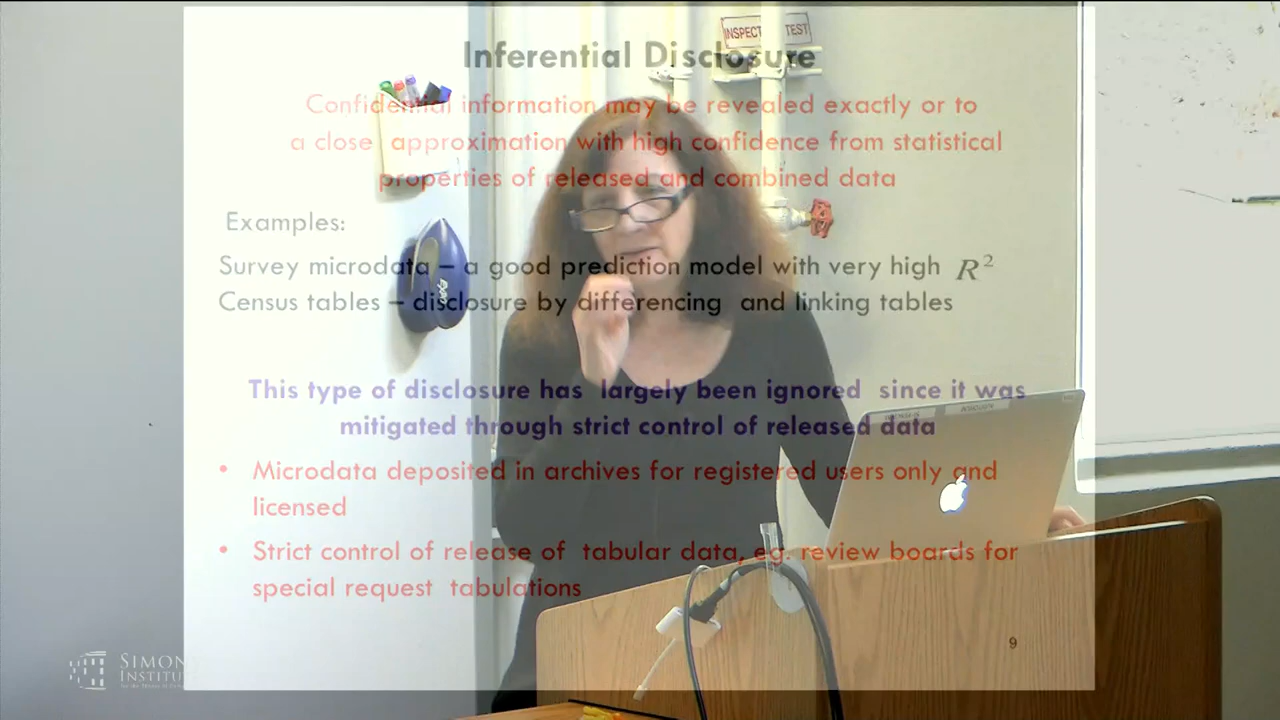 INSPECT TEST
Inferential Disclosure
Confidential information may be revealed exactly or to
a close approximation with high confidence from statistical
properties of released and combined data
Examples:
Survey microdata – a good prediction model with very high R²
Census tables – disclosure by differencing and linking tables
EXPO
This type of disclosure has largely been ignored since it was
mitigated through strict control of released data
• Microdata deposited in archives for registered users only and
licensed
• Strict control of release of tabular data, eg. review boards for
special request tabulations
9
SIMON
INSTITU